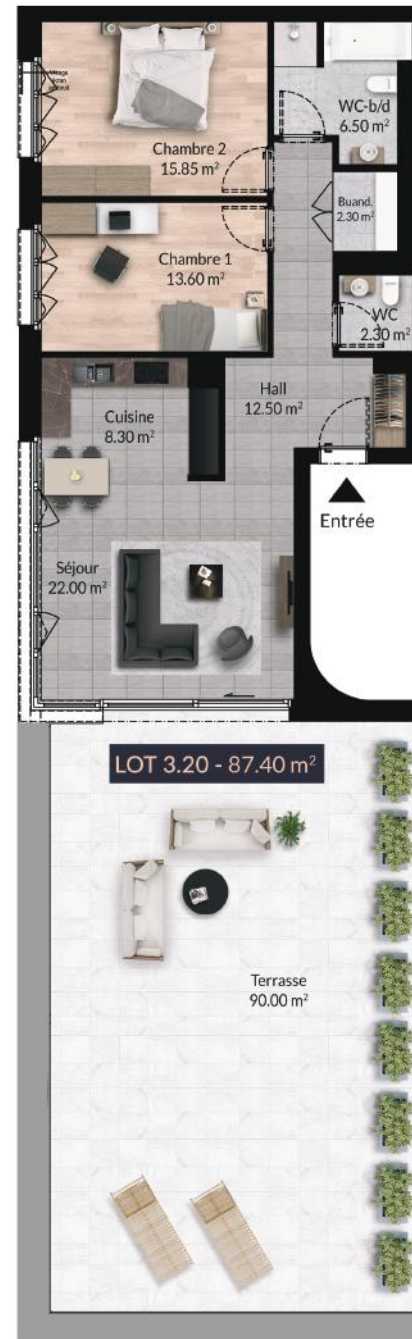 WC-b/d
6.50 m²
Chambre 2
15.85 m²
Buand.
2.30 m²
Chambre 1
13.60 m²
WC
2.30 m²
Hall
12.50 m²
Cuisine
8.30 m²
Entrée
Séjour
22.00 m²
LOT 3.20 - 87.40 m²
Terrasse
90.00 m²